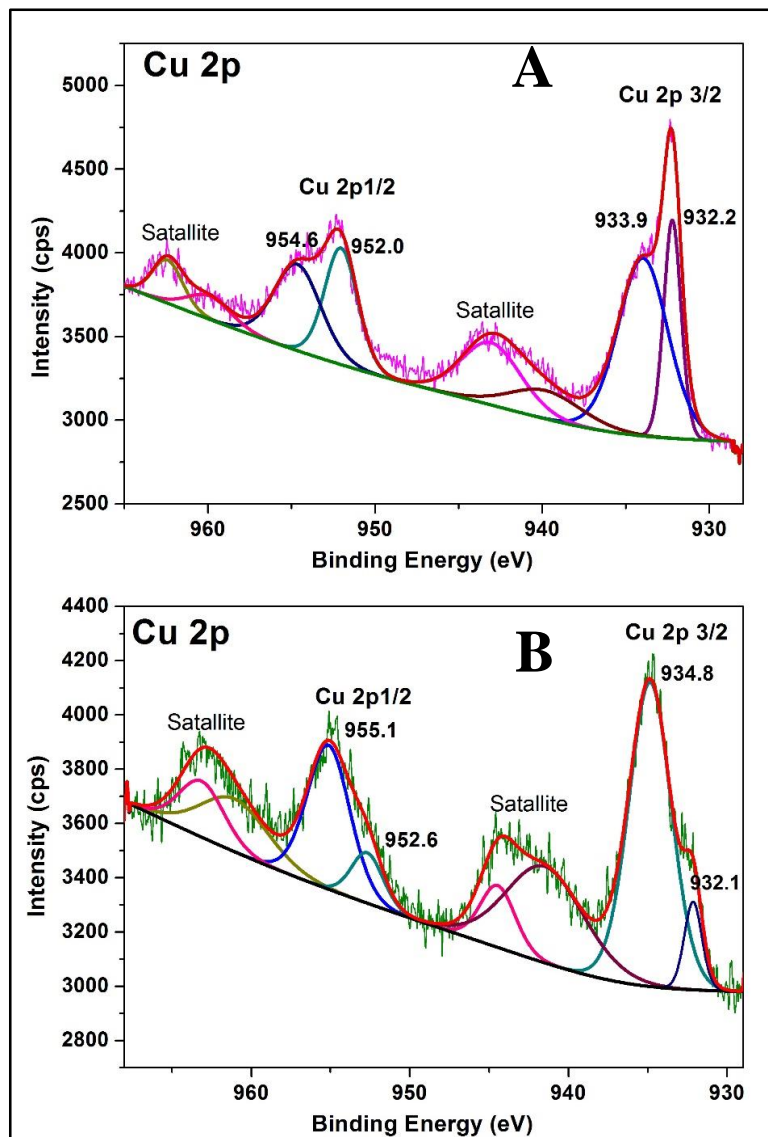 Cu 2p
A
Cu 2p 3/2
5000
4500
4000
3500
3000
2500
Intensity (cps)
Satallite
954.6
Cu 2p1/2
952.0
Satallite
933.9
932.2
960
950
940
930
Binding Energy (eV)
Cu 2p
B
Cu 2p 3/2
4400
4200
4000
3800
3600
3400
3200
3000
2800
Intensity (cps)
Satallite
Cu 2p1/2
955.1
952.6
Satallite
934.8
932.1
960
950
940
930
Binding Energy (eV)